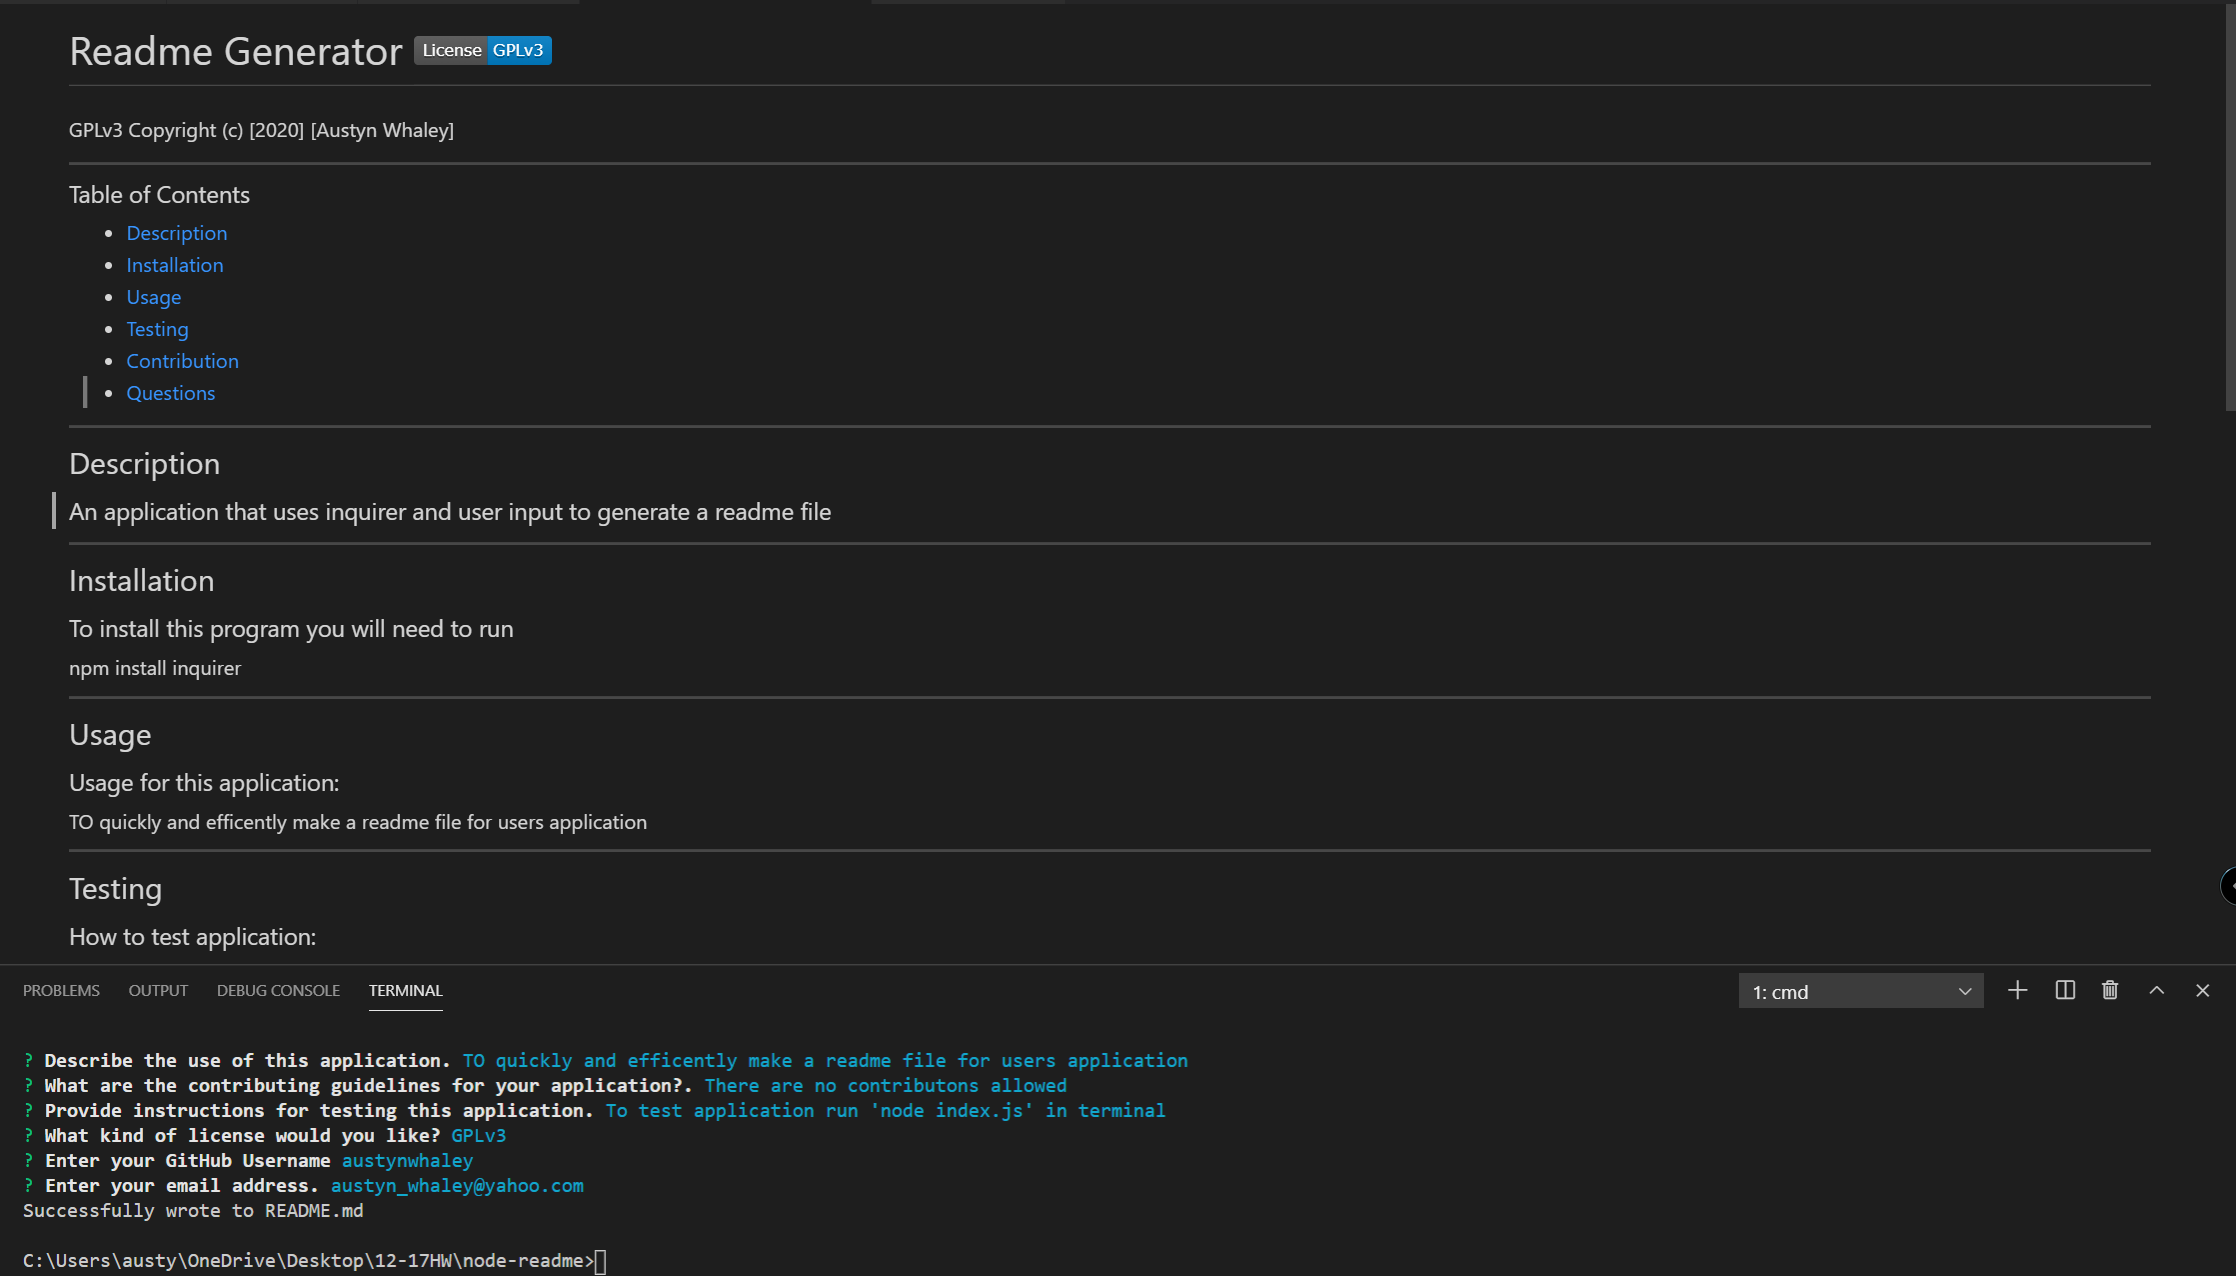 Readme Generator License GPLv3
GPLv3 Copyright (c) [2020] [Austyn Whaley]
Table of Contents
Description
Installation
Usage
Testing
Contribution
Questions
Description
An application that uses inquirer and user input to generate a readme file
Installation
To install this program you will need to run
npm install inquirer
Usage
Usage for this application:
TO quickly and efficently make a readme file for users application
Testing
How to test application:
PROBLEMS OUTPUT DEBUG CONSOLE TERMINAL 1: cmd
? Describe the use of this application. TO quickly and efficently make a readme file for users application
? What are the contributing guidelines for your application?. There are no contributons allowed
? Provide instructions for testing this application. To test application run 'node index.js' in terminal
? What kind of license would you like? GPLv3
? Enter your GitHub Username austynwhaley
? Enter your email address. austyn_whaley@yahoo.com
Successfully wrote to README.md
C:\Users\austy\OneDrive\Desktop\12-17HW\node-readme>